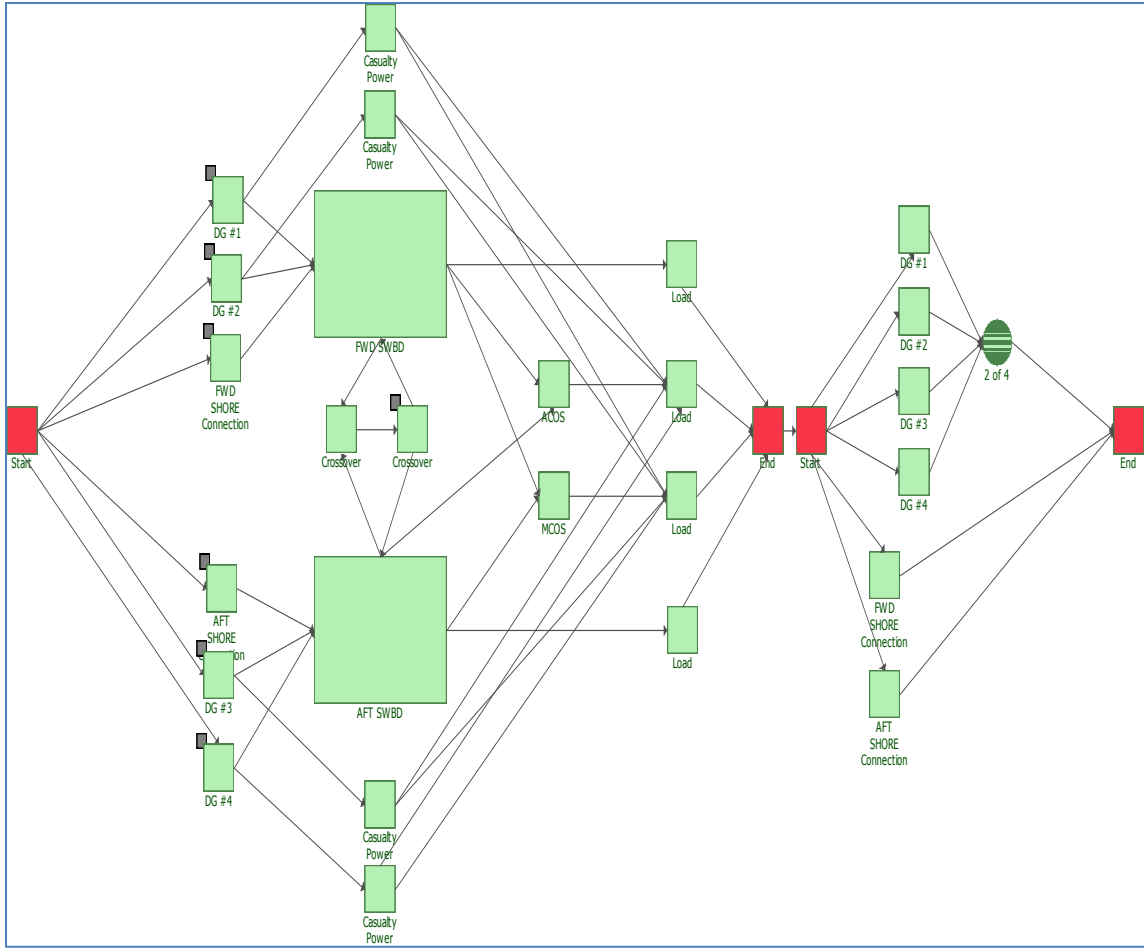 Casualty
Power
Casualty
Power
DG #1
DG #2
FWD
SHORE
Connection
FWD SWBD
Crossover
Crossover
Start
AFT
SHORE
Connection
DG #3
DG #4
AFT SWBD
Casualty
Power
Casualty
Power
ACOS
MCOS
Load
Load
Load
Load
End
Start
DG #1
DG #2
DG #3
DG #4
2 of 4
FWD
SHORE
Connection
AFT
SHORE
Connection
End